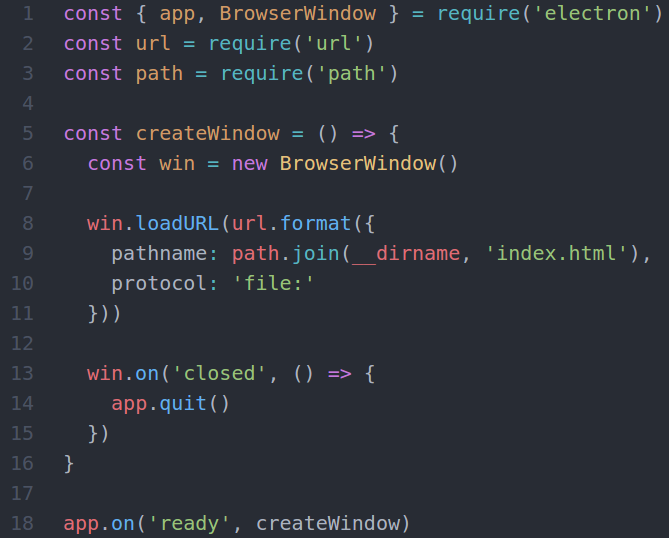 1 const { app, BrowserWindow } = require('electron')
2 const url = require('url')
3 const path = require('path')
4
5 const createWindow = () => {
6   const win = new BrowserWindow()
7
8   win.loadURL(url.format({
9     pathname: path.join(__dirname, 'index.html'),
10     protocol: 'file:'
11   }))
12
13   win.on('closed', () => {
14     app.quit()
15   })
16 }
17
18 app.on('ready', createWindow)